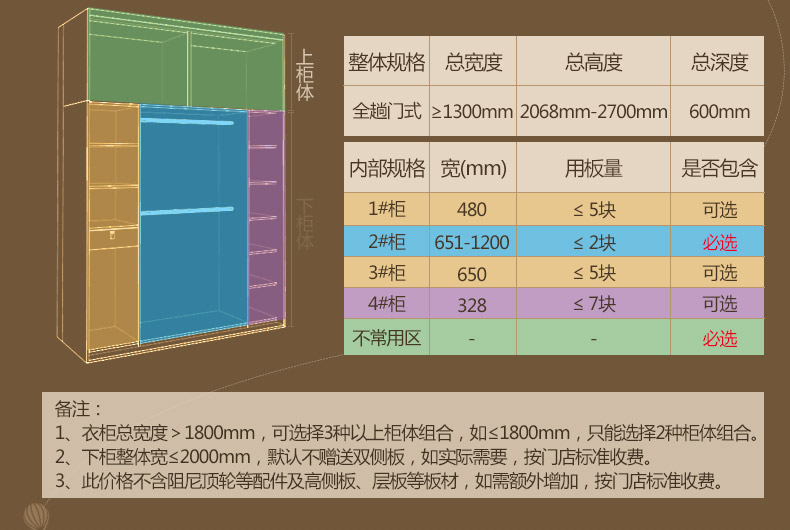 上柜体
下柜体
整体规格 总宽度 总高度 总深度
全趟门式 ≥1300mm 2068mm-2700mm 600mm
内部规格 宽(mm) 用板量 是否包含
1#柜 480 ≤ 5块 可选
2#柜 651-1200 ≤ 2块 必选
3#柜 650 ≤ 5块 可选
4#柜 328 ≤ 7块 可选
不常用区 - - 必选
备注：
1、衣柜总宽度＞1800mm，可选择3种以上柜体组合，如≤1800mm，只能选择2种柜体组合。
2、下柜整体宽≤2000mm，默认不赠送双侧板，如实际需要，按门店标准收费。
3、此价格不含阻尼顶轮等配件及高侧板、层板等板材，如需额外增加，按门店标准收费。